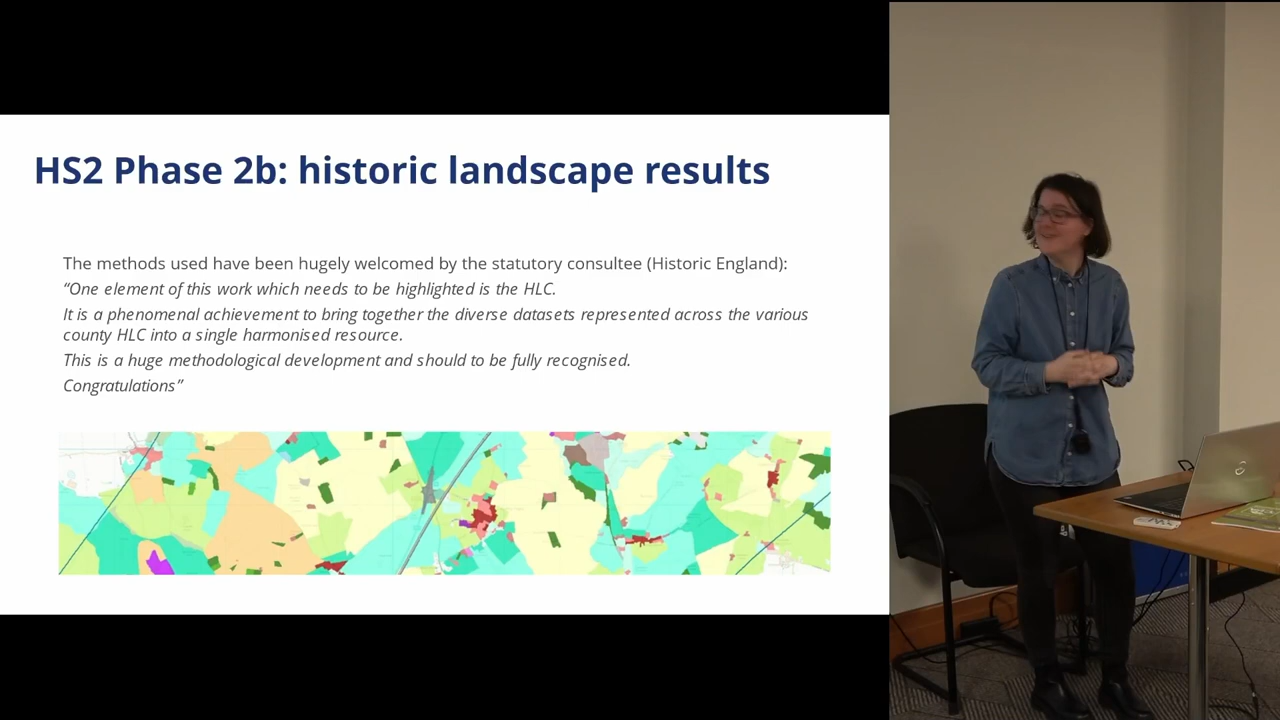 HS2 Phase 2b: historic landscape results
The methods used have been hugely welcomed by the statutory consultee (Historic England):
“One element of this work which needs to be highlighted is the HLC.
It is a phenomenal achievement to bring together the diverse datasets represented across the various
county HLC into a single harmonised resource.
This is a huge methodological development and should to be fully recognised.
Congratulations”